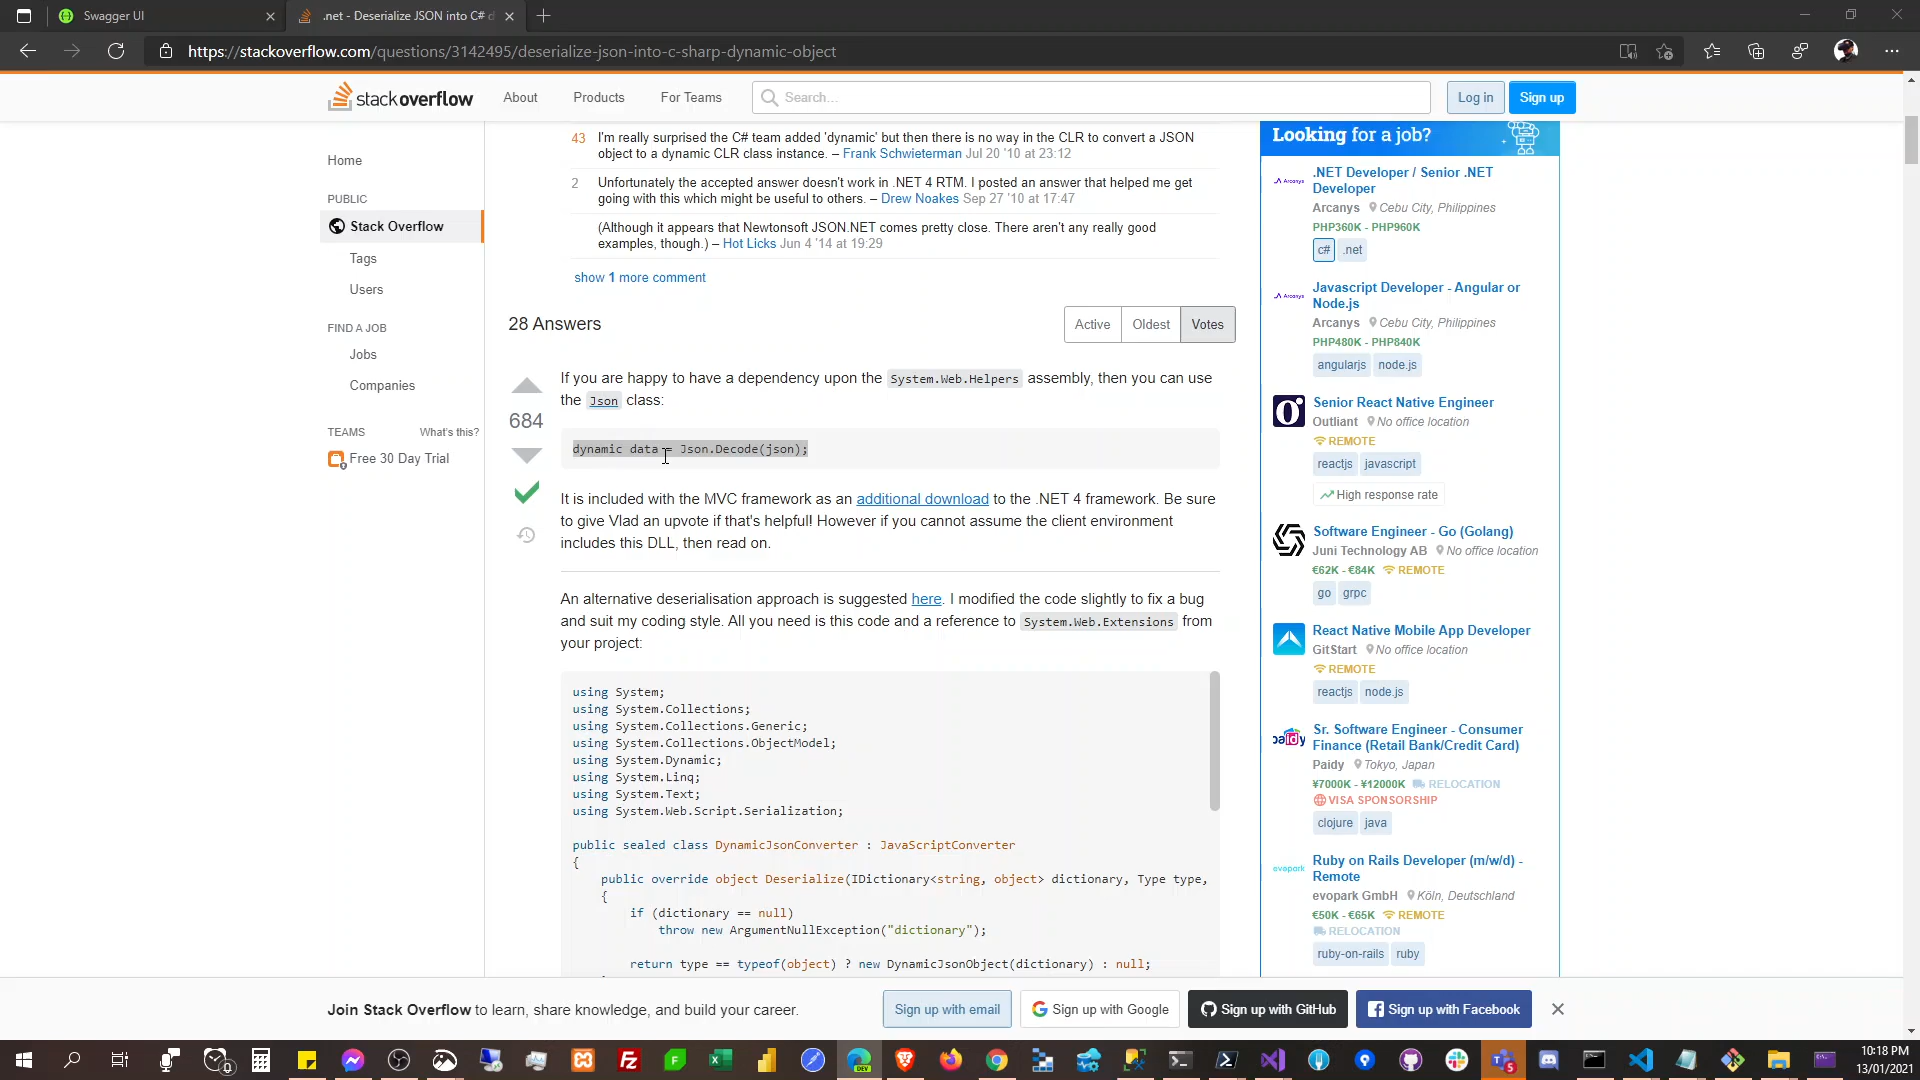 Swagger UI
.net - Deserialize JSON into C# d
https://stackoverflow.com/questions/3142495/deserialize-json-into-c-sharp-dynamic-object
stackoverflow
About
Products
For Teams
Search...
Log in
Sign up
Home
PUBLIC
Stack Overflow
Tags
Users
FIND A JOB
Jobs
Companies
TEAMS
What's this?
Free 30 Day Trial
43
I'm really surprised the C# team added 'dynamic' but then there is no way in the CLR to convert a JSON
object to a dynamic CLR class instance. – Frank Schwieterman Jul 20 '10 at 23:12
2
Unfortunately the accepted answer doesn't work in .NET 4 RTM. I posted an answer that helped me get
going with this which might be useful to others. – Drew Noakes Sep 27 '10 at 17:47
(Although it appears that Newtonsoft JSON.NET comes pretty close. There aren't any really good
examples, though.) – Hot Licks Jun 4 '14 at 19:29
show 1 more comment
28 Answers
Active
Oldest
Votes
684
If you are happy to have a dependency upon the System.Web.Helpers assembly, then you can use
the Json class:
dynamic data = Json.Decode(json);
It is included with the MVC framework as an additional download to the .NET 4 framework. Be sure
to give Vlad an upvote if that's helpful! However if you cannot assume the client environment
includes this DLL, then read on.
An alternative deserialisation approach is suggested here. I modified the code slightly to fix a bug
and suit my coding style. All you need is this code and a reference to System.Web.Extensions from
your project:
using System;
using System.Collections;
using System.Collections.Generic;
using System.Collections.ObjectModel;
using System.Dynamic;
using System.Linq;
using System.Text;
using System.Web.Script.Serialization;
public sealed class DynamicJsonConverter : JavaScriptConverter
{
public override object Deserialize(IDictionary<string, object> dictionary, Type type,
{
if (dictionary == null)
throw new ArgumentNullException("dictionary");
return type == typeof(object) ? new DynamicJsonObject(dictionary) : null;
Looking for a job?
Arcanys
.NET Developer / Senior .NET
Developer
Arcanys Cebu City, Philippines
PHP360K - PHP960K
c# .net
Arcanys
Javascript Developer - Angular or
Node.js
Arcanys Cebu City, Philippines
PHP480K - PHP840K
angularjs node.js
Senior React Native Engineer
Outliant No office location
REMOTE
reactjs javascript
High response rate
Software Engineer - Go (Golang)
Juni Technology AB No office location
€62K - €84K REMOTE
go grpc
React Native Mobile App Developer
GitStart No office location
REMOTE
reactjs node.js
paidy
Sr. Software Engineer - Consumer
Finance (Retail Bank/Credit Card)
Paidy Tokyo, Japan
¥7000K - ¥12000K RELOCATION
VISA SPONSORSHIP
clojure java
evopark
Ruby on Rails Developer (m/w/d) -
Remote
evopark GmbH Köln, Deutschland
€50K - €65K REMOTE
RELOCATION
ruby-on-rails ruby
Join Stack Overflow to learn, share knowledge, and build your career.
Sign up with email
Sign up with Google
Sign up with GitHub
Sign up with Facebook
DEV
5
10:18 PM
13/01/2021